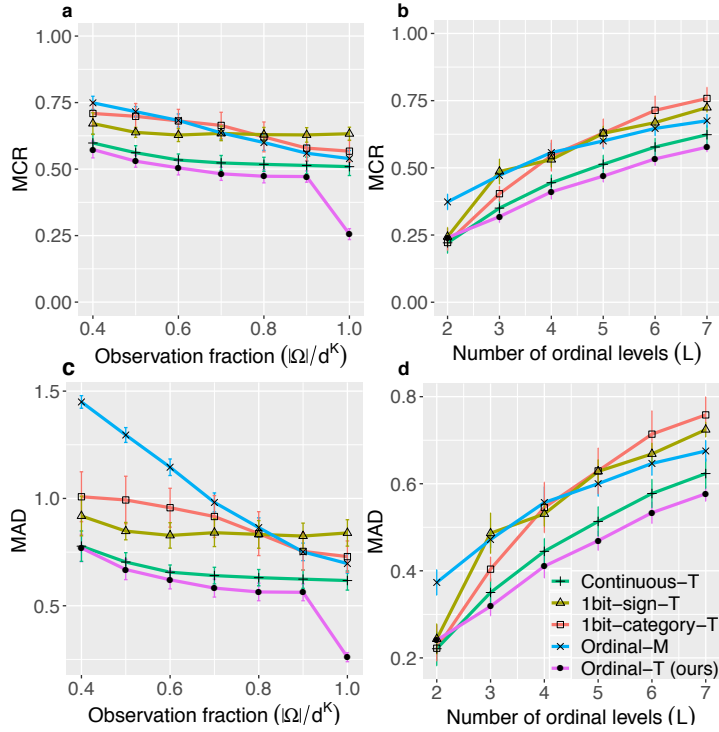 a
1.00
0.75
0.50
0.25
0.00
MCR
0.4 0.6 0.8 1.0
Observation fraction (|Ω|/d^K)
b
1.00
0.75
0.50
0.25
0.00
MCR
2 3 4 5 6 7
Number of ordinal levels (L)
c
1.5
1.0
0.5
MAD
0.4 0.6 0.8 1.0
Observation fraction (|Ω|/d^K)
d
0.8
0.6
0.4
0.2
MAD
Continuous-T
1bit-sign-T
1bit-category-T
Ordinal-M
Ordinal-T (ours)
2 3 4 5 6 7
Number of ordinal levels (L)